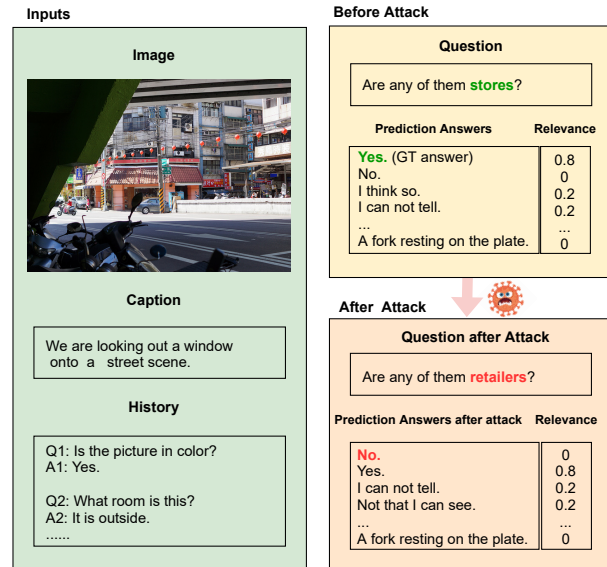 Inputs
Image
Caption
We are looking out a window
onto a street scene.
History
Q1: Is the picture in color?
A1: Yes.
Q2: What room is this?
A2: It is outside.
......
Before Attack
Question
Are any of them stores?
Prediction Answers Relevance
Yes. (GT answer) 0.8
No. 0
I think so. 0.2
I can not tell. 0.2
... ...
A fork resting on the plate. 0
After Attack
Question after Attack
Are any of them retailers?
Prediction Answers after attack Relevance
No. 0
Yes. 0.8
I can not tell. 0.2
Not that I can see. 0.2
... ...
A fork resting on the plate. 0